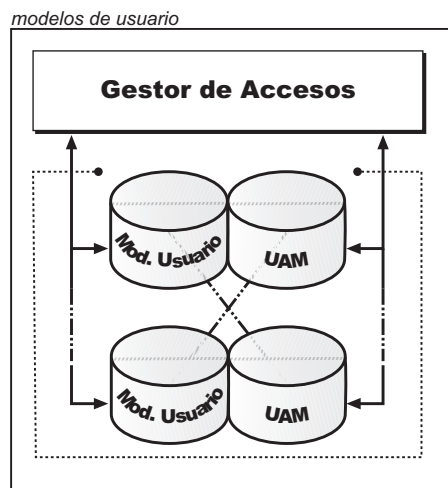 modelos de usuario
Gestor de Accesos
Mod. Usuario
UAM
Mod. Usuario
UAM